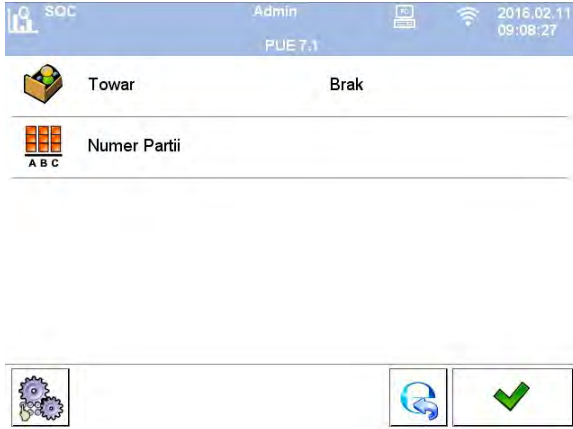 SQC Admin 2016.02.11
PUE 7.1 09:08:27
Towar Brak
Numer Partii
A B C